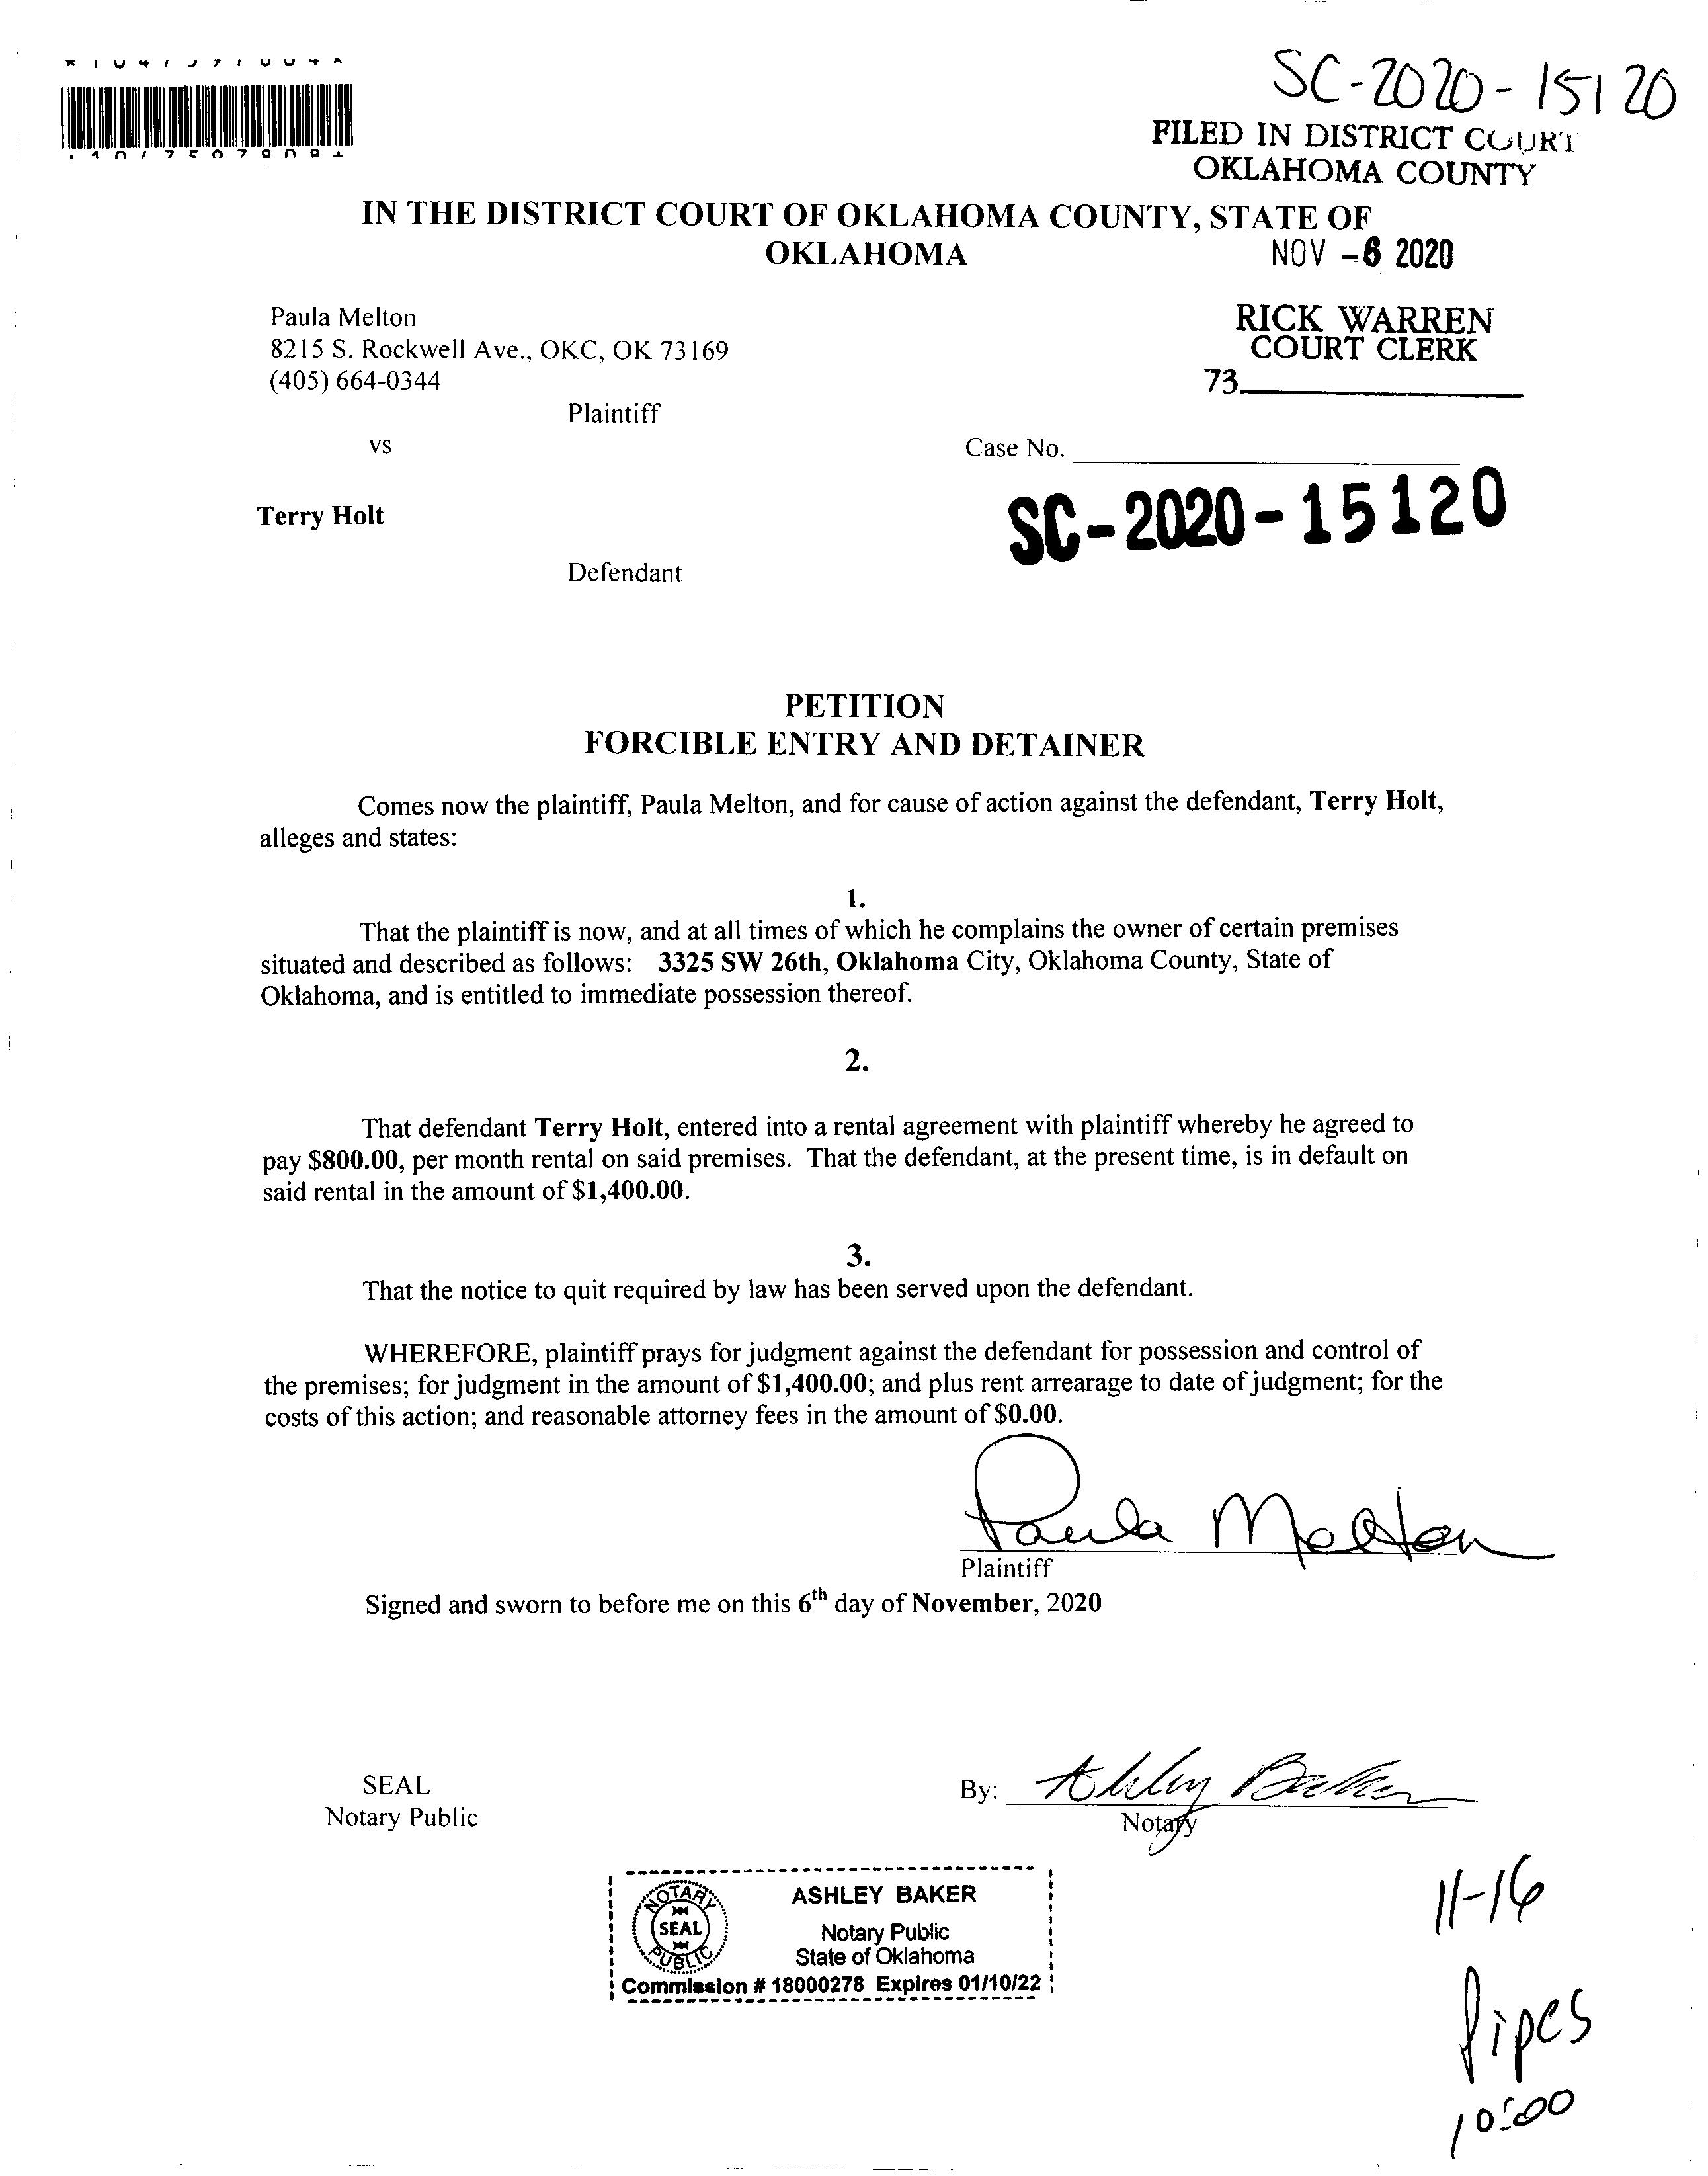 SC-2020-15120
FILED IN DISTRICT COURT
OKLAHOMA COUNTY
IN THE DISTRICT COURT OF OKLAHOMA COUNTY, STATE OF
OKLAHOMA
NOV -6 2020
Paula Melton
8215 S. Rockwell Ave., OKC, OK 73169
(405) 664-0344
RICK WARREN
COURT CLERK
73
Plaintiff
vs
Case No.
SC-2020-15120
Terry Holt
Defendant
PETITION
FORCIBLE ENTRY AND DETAINER
Comes now the plaintiff, Paula Melton, and for cause of action against the defendant, Terry Holt,
alleges and states:
1.
That the plaintiff is now, and at all times of which he complains the owner of certain premises
situated and described as follows: 3325 SW 26th, Oklahoma City, Oklahoma County, State of
Oklahoma, and is entitled to immediate possession thereof.
2.
That defendant Terry Holt, entered into a rental agreement with plaintiff whereby he agreed to
pay $800.00, per month rental on said premises. That the defendant, at the present time, is in default on
said rental in the amount of $1,400.00.
3.
That the notice to quit required by law has been served upon the defendant.
WHEREFORE, plaintiff prays for judgment against the defendant for possession and control of
the premises; for judgment in the amount of $1,400.00; and plus rent arrearage to date of judgment; for the
costs of this action; and reasonable attorney fees in the amount of $0.00.
Paula Melton
Plaintiff
Signed and sworn to before me on this 6th day of November, 2020
SEAL
Notary Public
By: Ashley Baker
Notary
NOTARY
SEAL
PUBLIC
ASHLEY BAKER
Notary Public
State of Oklahoma
Commission # 18000278 Expires 01/10/22
11-16
Pipes
10:00